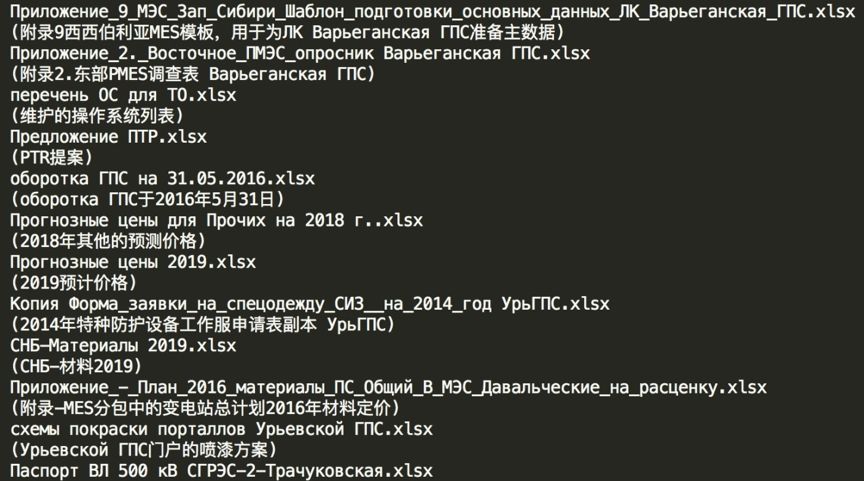 Приложение_9_МЭС_Зап_Сибири_Шаблон_подготовки_основных_данных_ЛК_Варьеганская_ГПС.xlsx
(附录9西西伯利亚MES模板，用于为ЛК Варьеганская ГПС准备主数据)
Приложение_2._Восточное_ПМЭС_опросник Варьеганская ГПС.xlsx
(附录2.东部PMES调查表 Варьеганская ГПС)
перечень ОС для ТО.xlsx
(维护的操作系统列表)
Предложение ПТР.xlsx
(PTR提案)
оборотка ГПС на 31.05.2016.xlsx
(оборотка ГПС于2016年5月31日)
Прогнозные цены для Прочих на 2018 г..xlsx
(2018年其他的预测价格)
Прогнозные цены 2019.xlsx
(2019预计价格)
Копия Форма_заявки_на_спецодежду_СИЗ__на_2014_год УрьГПС.xlsx
(2014年特种防护设备工作服申请表副本 УрьГПС)
СНБ-Материалы 2019.xlsx
(СНБ-材料2019)
Приложение_-_План_2016_материалы_ПС_Общий_В_МЭС_Давальческие_на_расценку.xlsx
(附录-MES分包中的变电站总计划2016年材料定价)
схемы покраски порталлов Урьевской ГПС.xlsx
(Урьевской ГПС门户的喷漆方案)
Паспорт ВЛ 500 кВ СГРЭС-2-Трачуковская.xlsx